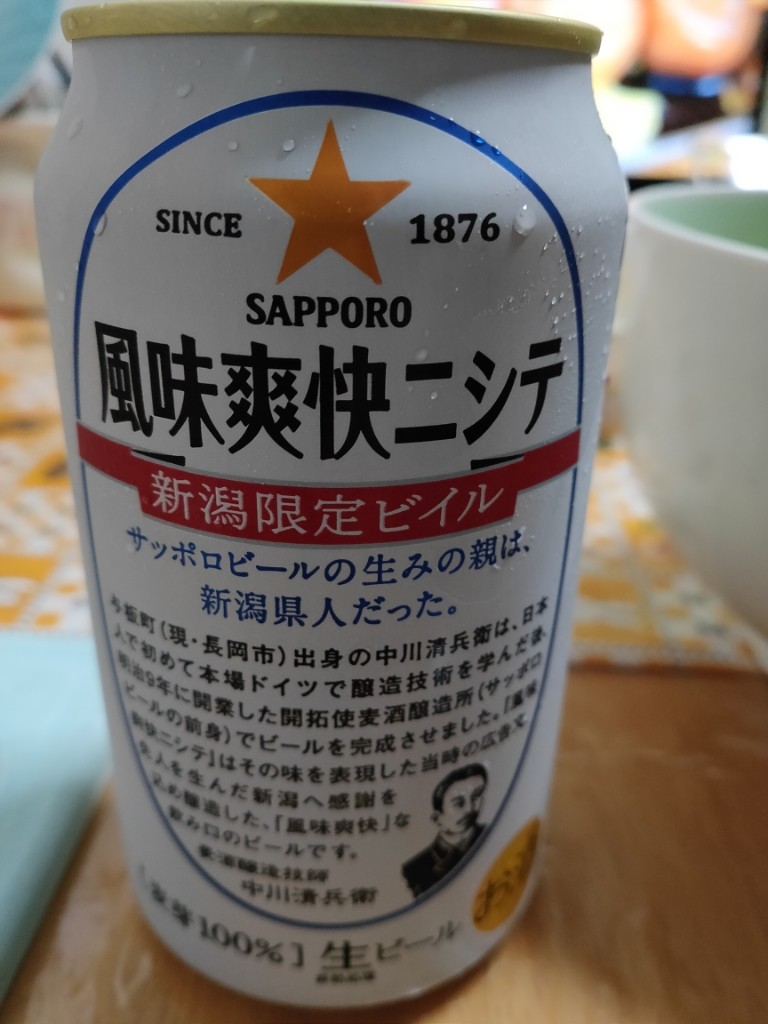 SINCE 1876
SAPPORO
風味爽快ニシテ
新潟限定ビイル
サッポロビールの生みの親は、
新潟県人だった。
与板町(現・長岡市)出身の中川清兵衛は、日本
人で初めて本場ドイツで醸造技術を学んだ後、
明治9年に開業した開拓使麦酒醸造所(サッポロ
ビールの前身)でビールを完成させました。「風味
爽快ニシテ」はその味を表現した当時の広告文。
先人を生んだ新潟へ感謝を
込め醸造した、「風味爽快」な
飲み口のビールです。
麦酒醸造技師
中川清兵衛
麦芽100%] 生ビール
お酒